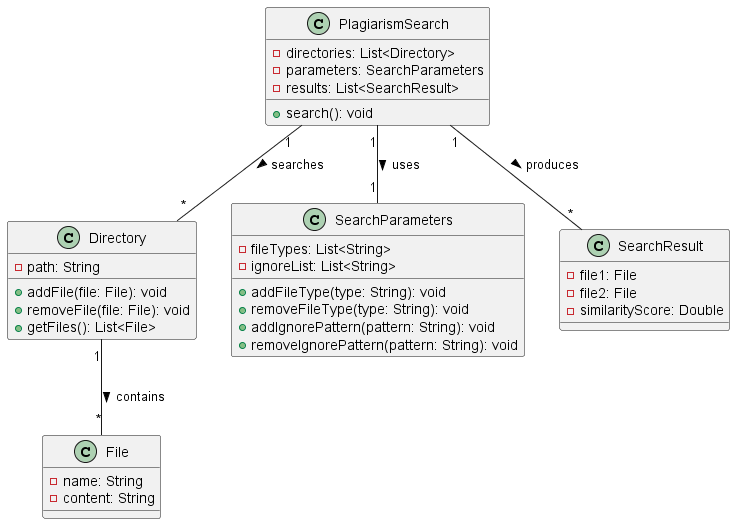 C PlagiarismSearch
directories: List<Directory>
parameters: SearchParameters
results: List<SearchResult>
search(): void
1 1 1
searches uses produces
* 1 *
C Directory
path: String
addFile(file: File): void
removeFile(file: File): void
getFiles(): List<File>
C SearchParameters
fileTypes: List<String>
ignoreList: List<String>
addFileType(type: String): void
removeFileType(type: String): void
addIgnorePattern(pattern: String): void
removeIgnorePattern(pattern: String): void
C SearchResult
file1: File
file2: File
similarityScore: Double
1
contains
*
C File
name: String
content: String